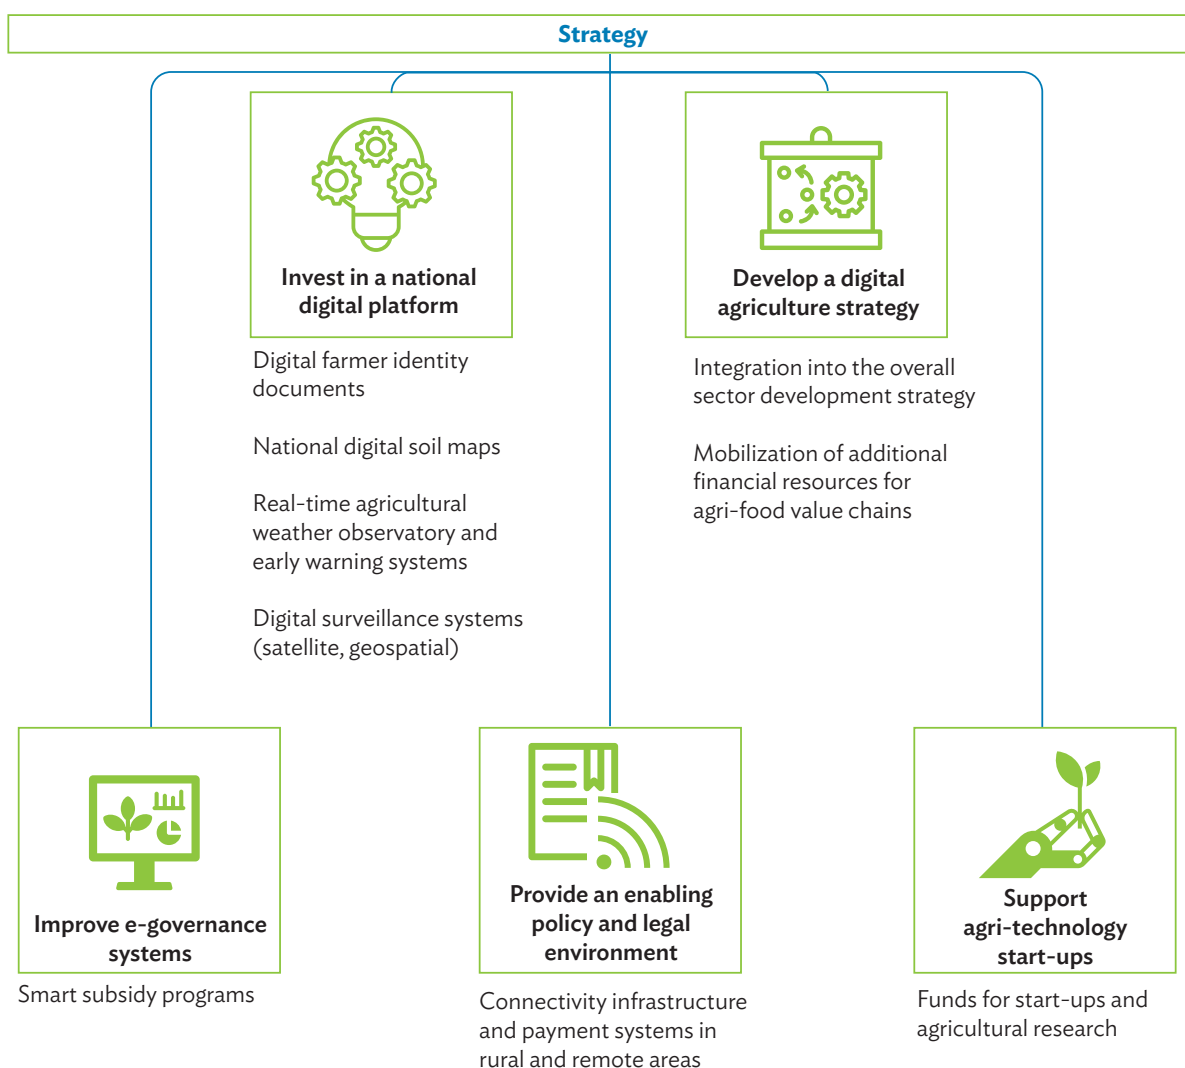 Strategy
Invest in a national
digital platform
Digital farmer identity
documents
National digital soil maps
Real-time agricultural
weather observatory and
early warning systems
Digital surveillance systems
(satellite, geospatial)
Develop a digital
agriculture strategy
Integration into the overall
sector development strategy
Mobilization of additional
financial resources for
agri-food value chains
Improve e-governance
systems
Smart subsidy programs
Provide an enabling
policy and legal
environment
Connectivity infrastructure
and payment systems in
rural and remote areas
Support
agri-technology
start-ups
Funds for start-ups and
agricultural research